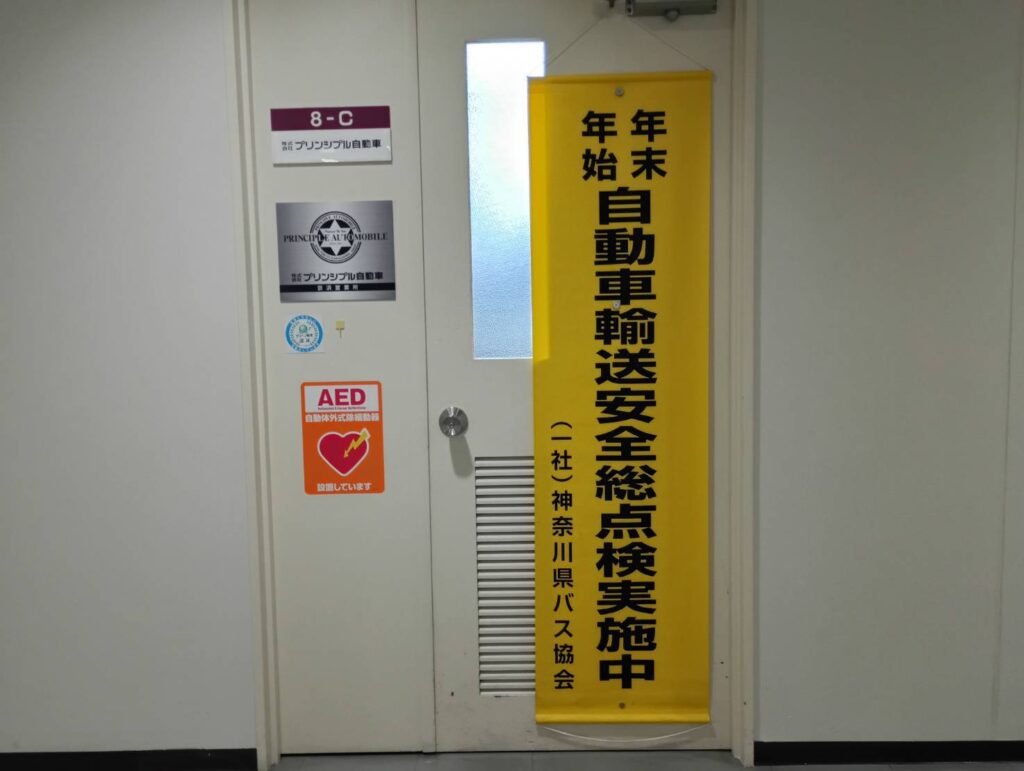 8-C
株式会社 プリンシプル自動車
PRINCIPLE AUTOMOBILE
株式会社 プリンシプル自動車
AED
自動体外式除細動器
設置しています
年末
年始
自動車輸送安全総点検実施中
(一社)神奈川県バス協会